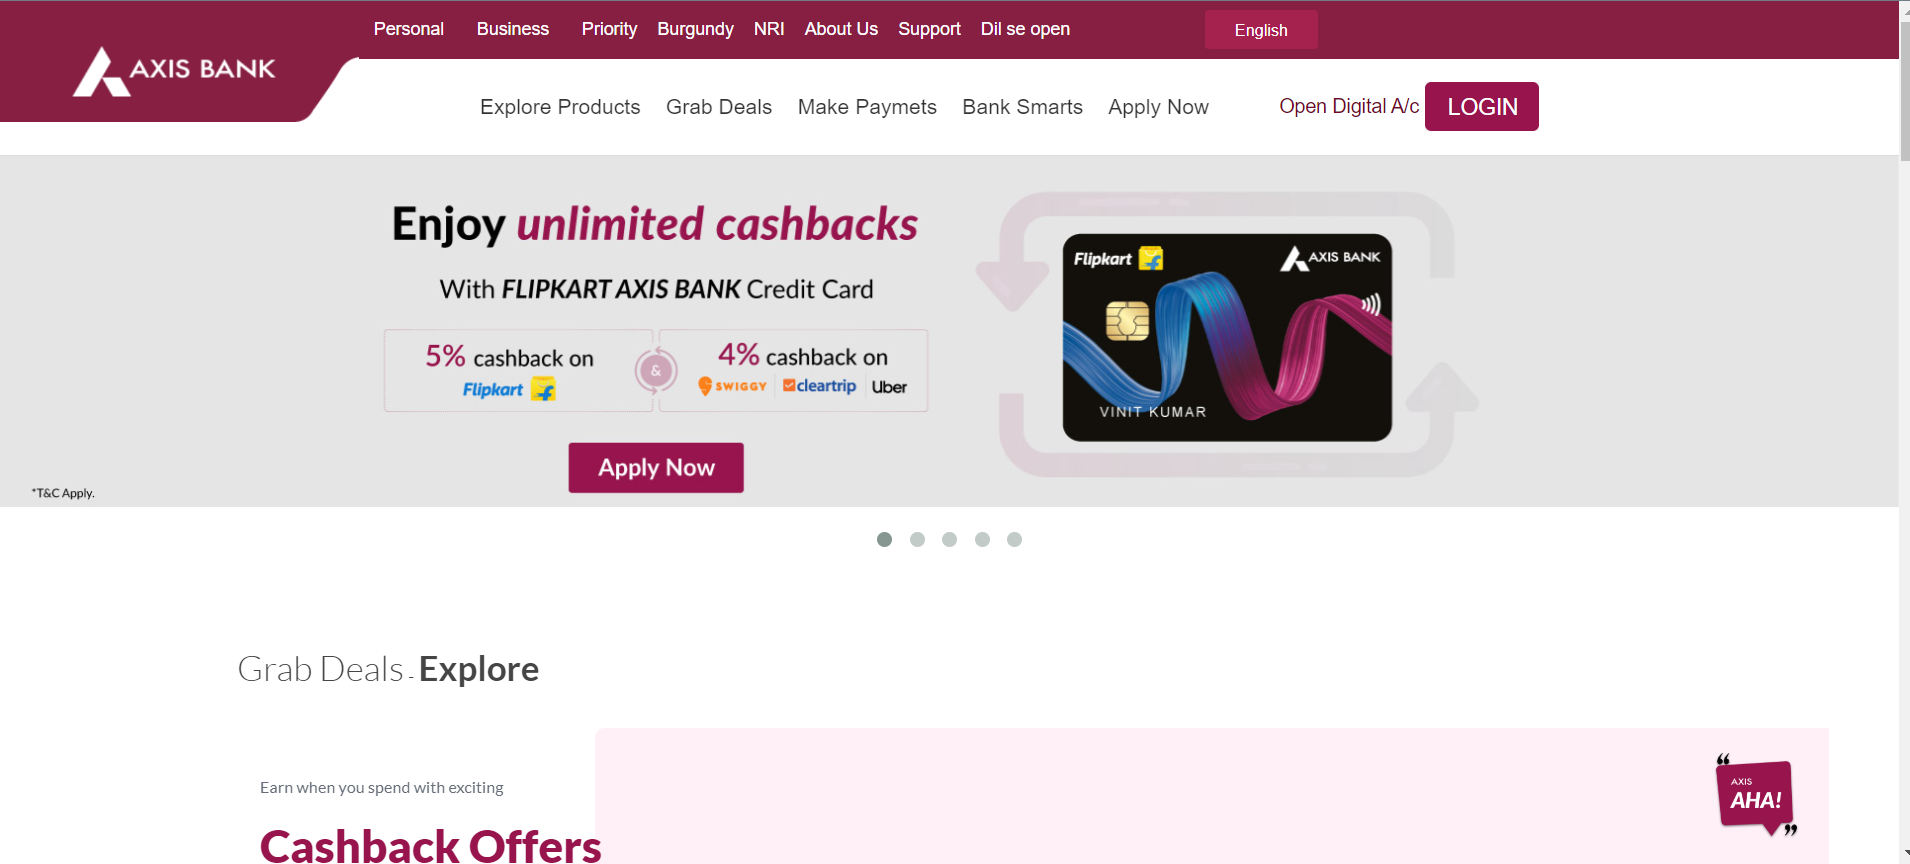 Personal Business Priority Burgundy NRI About Us Support Dil se open English
AXIS BANK
Explore Products Grab Deals Make Paymets Bank Smarts Apply Now Open Digital A/c LOGIN
Enjoy unlimited cashbacks
With FLIPKART AXIS BANK Credit Card
5% cashback on
Flipkart
&
4% cashback on
SWIGGY cleartrip Uber
Apply Now
*T&C Apply.
Flipkart AXIS BANK
VINIT KUMAR
Grab Deals - Explore
Earn when you spend with exciting
Cashback Offers
“ AXIS
AHA! ”